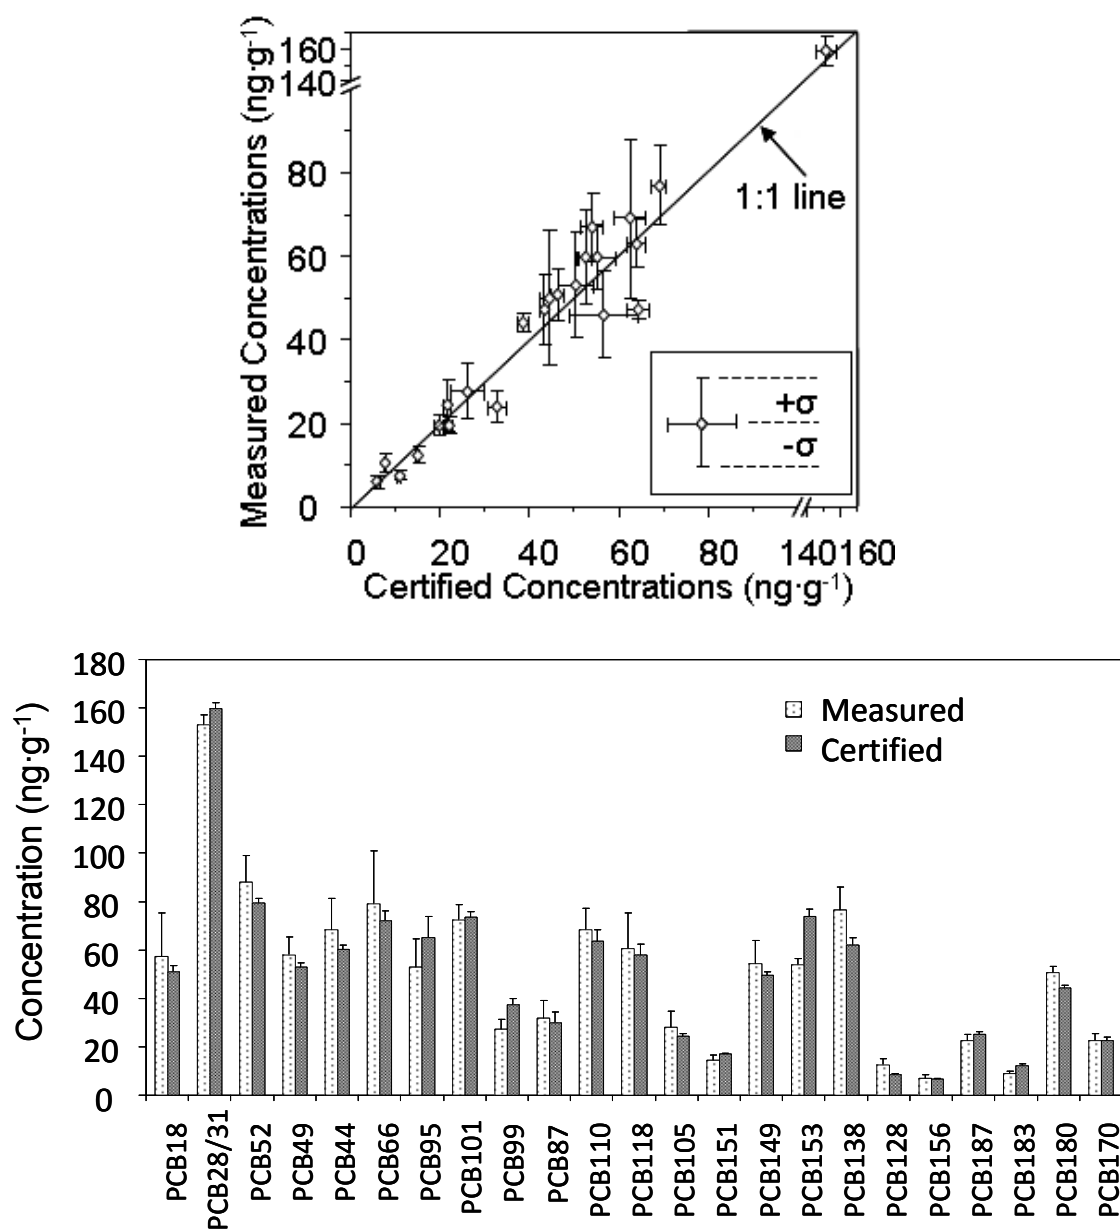 Measured Concentrations (ng·g-1)
160
140
80
60
40
20
0
1:1 line
+σ
-σ
0 20 40 60 80 140160
Certified Concentrations (ng·g-1)
Concentration (ng·g-1)
180
160
140
120
100
80
60
40
20
0
Measured
Certified
PCB18
PCB28/31
PCB52
PCB49
PCB44
PCB66
PCB95
PCB101
PCB99
PCB87
PCB110
PCB118
PCB105
PCB151
PCB149
PCB153
PCB138
PCB128
PCB156
PCB187
PCB183
PCB180
PCB170